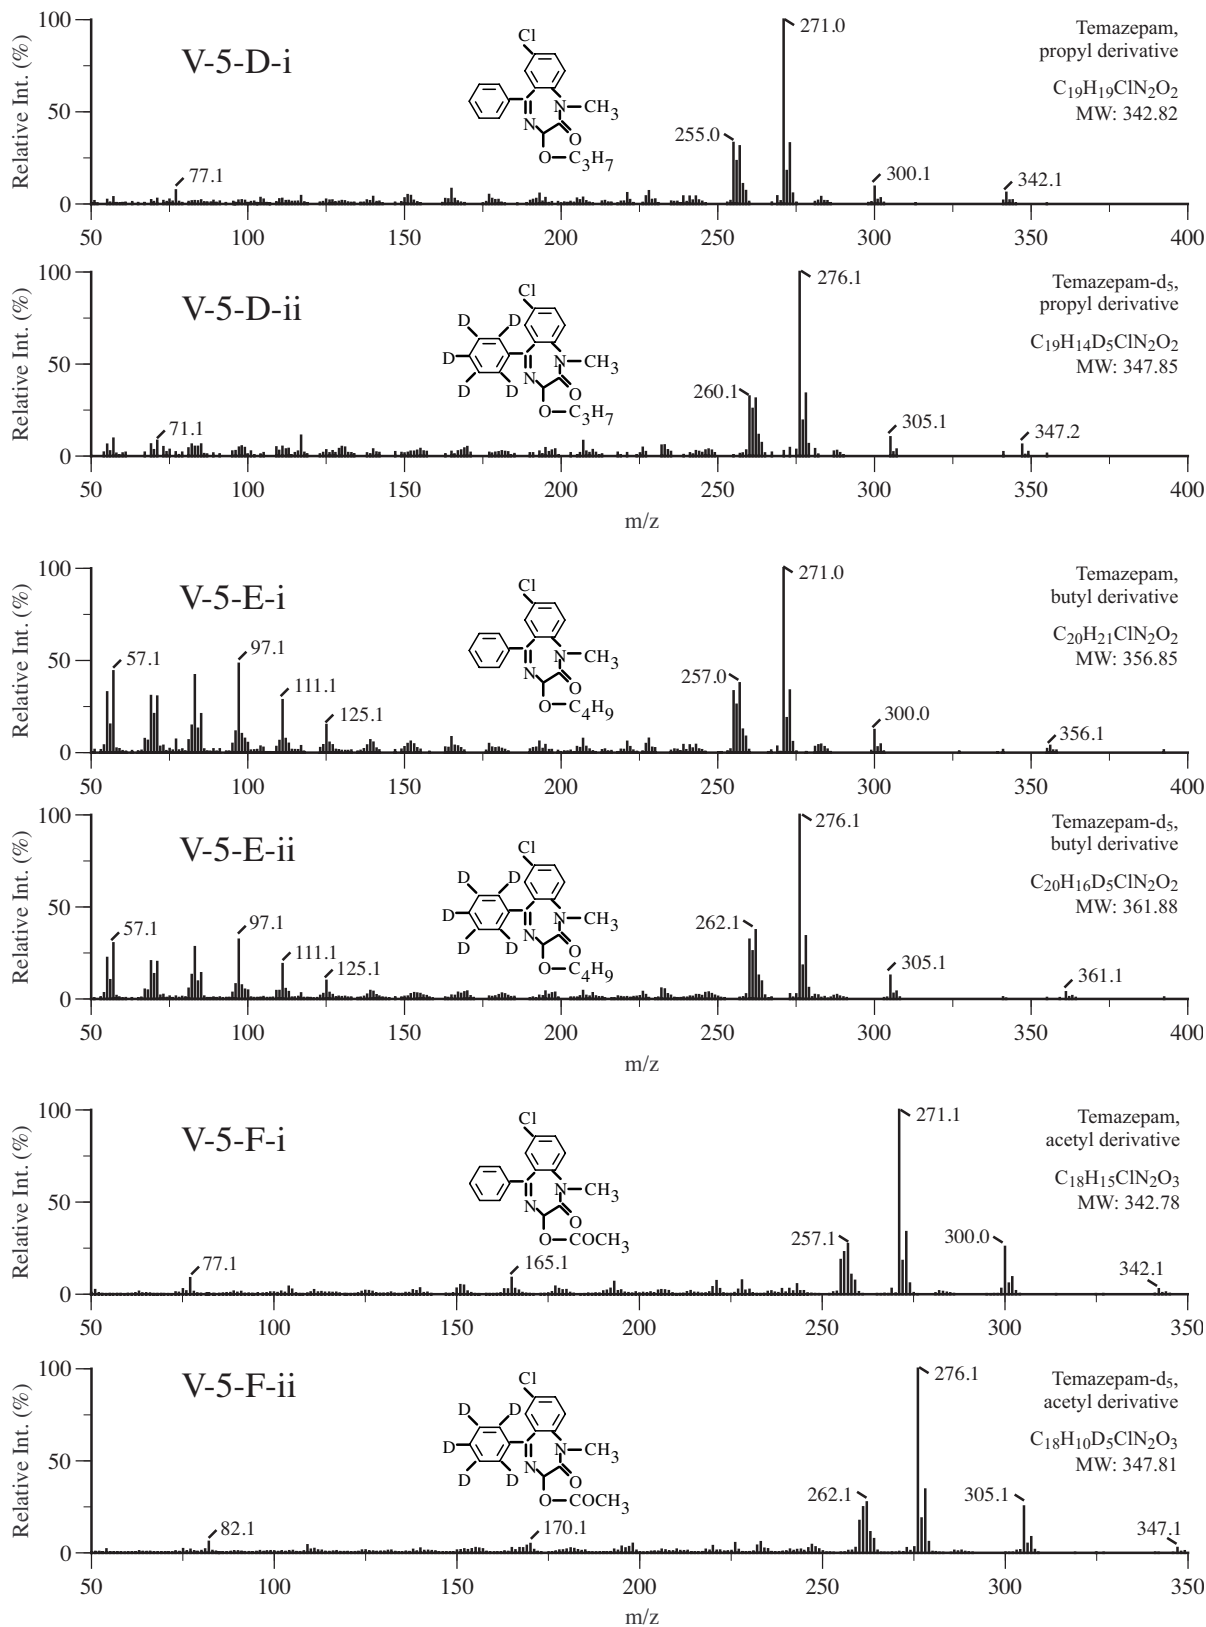 100
50
0
Relative Int. (%)
V-5-D-i
Cl
N
N
CH₃
O
O
C₃H₇
Temazepam,
propyl derivative
C₁₉H₁₉ClN₂O₂
MW: 342.82
77.1
255.0
271.0
300.1
342.1
50 100 150 200 250 300 350 400
100
50
0
Relative Int. (%)
V-5-D-ii
Cl
D D
D
D D
N
N
CH₃
O
O
C₃H₇
Temazepam-d₅,
propyl derivative
C₁₉H₁₄D₅ClN₂O₂
MW: 347.85
71.1
260.1
276.1
305.1
347.2
50 100 150 200 250 300 350 400
m/z
100
50
0
Relative Int. (%)
V-5-E-i
Cl
N
N
CH₃
O
O
C₄H₉
Temazepam,
butyl derivative
C₂₀H₂₁ClN₂O₂
MW: 356.85
57.1
97.1
111.1
125.1
257.0
271.0
300.0
356.1
50 100 150 200 250 300 350 400
100
50
0
Relative Int. (%)
V-5-E-ii
Cl
D D
D
D D
N
N
CH₃
O
O
C₄H₉
Temazepam-d₅,
butyl derivative
C₂₀H₁₆D₅ClN₂O₂
MW: 361.88
57.1
97.1
111.1
125.1
262.1
276.1
305.1
361.1
50 100 150 200 250 300 350 400
m/z
100
50
0
Relative Int. (%)
V-5-F-i
Cl
N
N
CH₃
O
O
COCH₃
Temazepam,
acetyl derivative
C₁₈H₁₅ClN₂O₃
MW: 342.78
77.1
165.1
257.1
271.1
300.0
342.1
50 100 150 200 250 300 350
100
50
0
Relative Int. (%)
V-5-F-ii
Cl
D D
D
D D
N
N
CH₃
O
O
COCH₃
Temazepam-d₅,
acetyl derivative
C₁₈H₁₀D₅ClN₂O₃
MW: 347.81
82.1
170.1
262.1
276.1
305.1
347.1
50 100 150 200 250 300 350
m/z